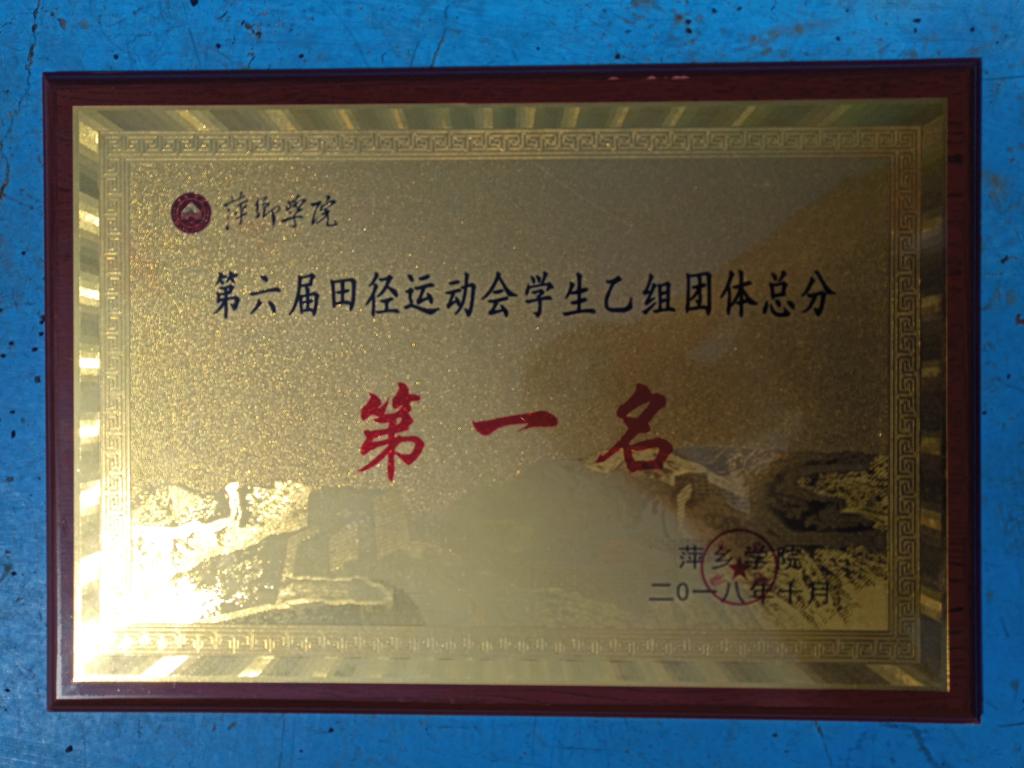 萍乡学院
第六届田径运动会学生乙组团体总分
第一名
萍乡学院
二0一八年十月